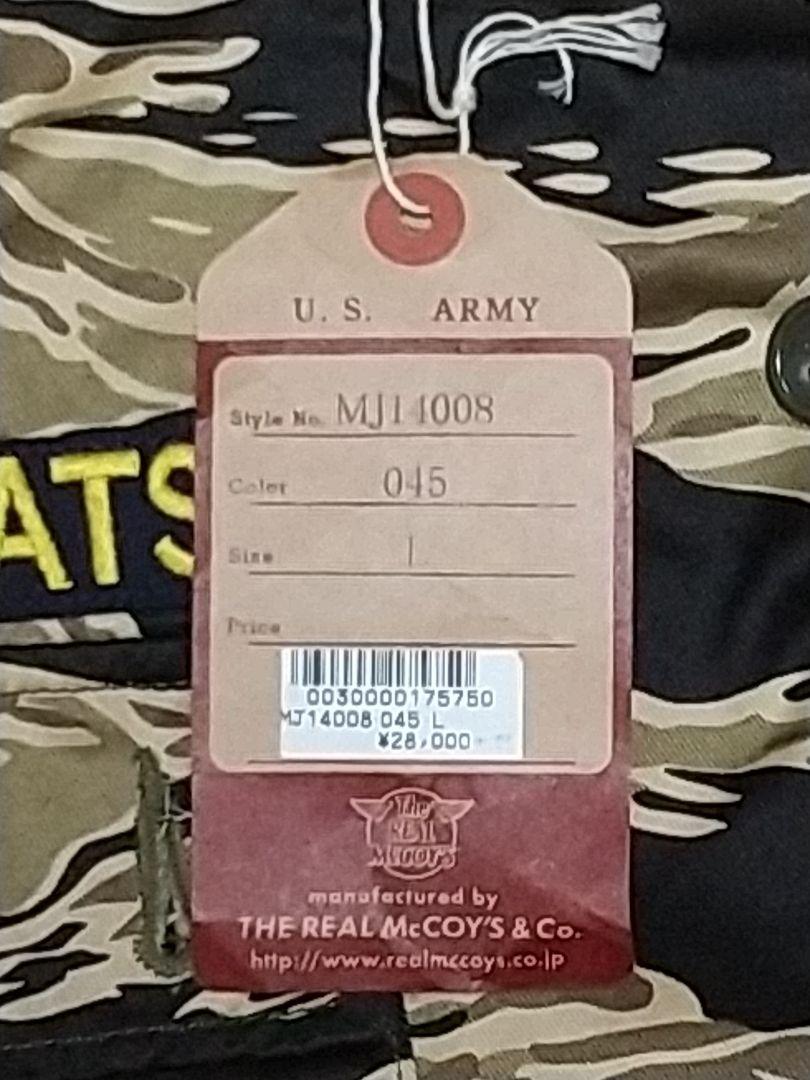 U. S. ARMY
Style No. MJ14008
ATS
Color 045
Size L
Price
0030000175750
MJ14008 045 L
¥28,000
The
REAL
McCOY'S
manufactured by
THE REAL McCOY'S & Co.
http://www.realmccoys.co.jp